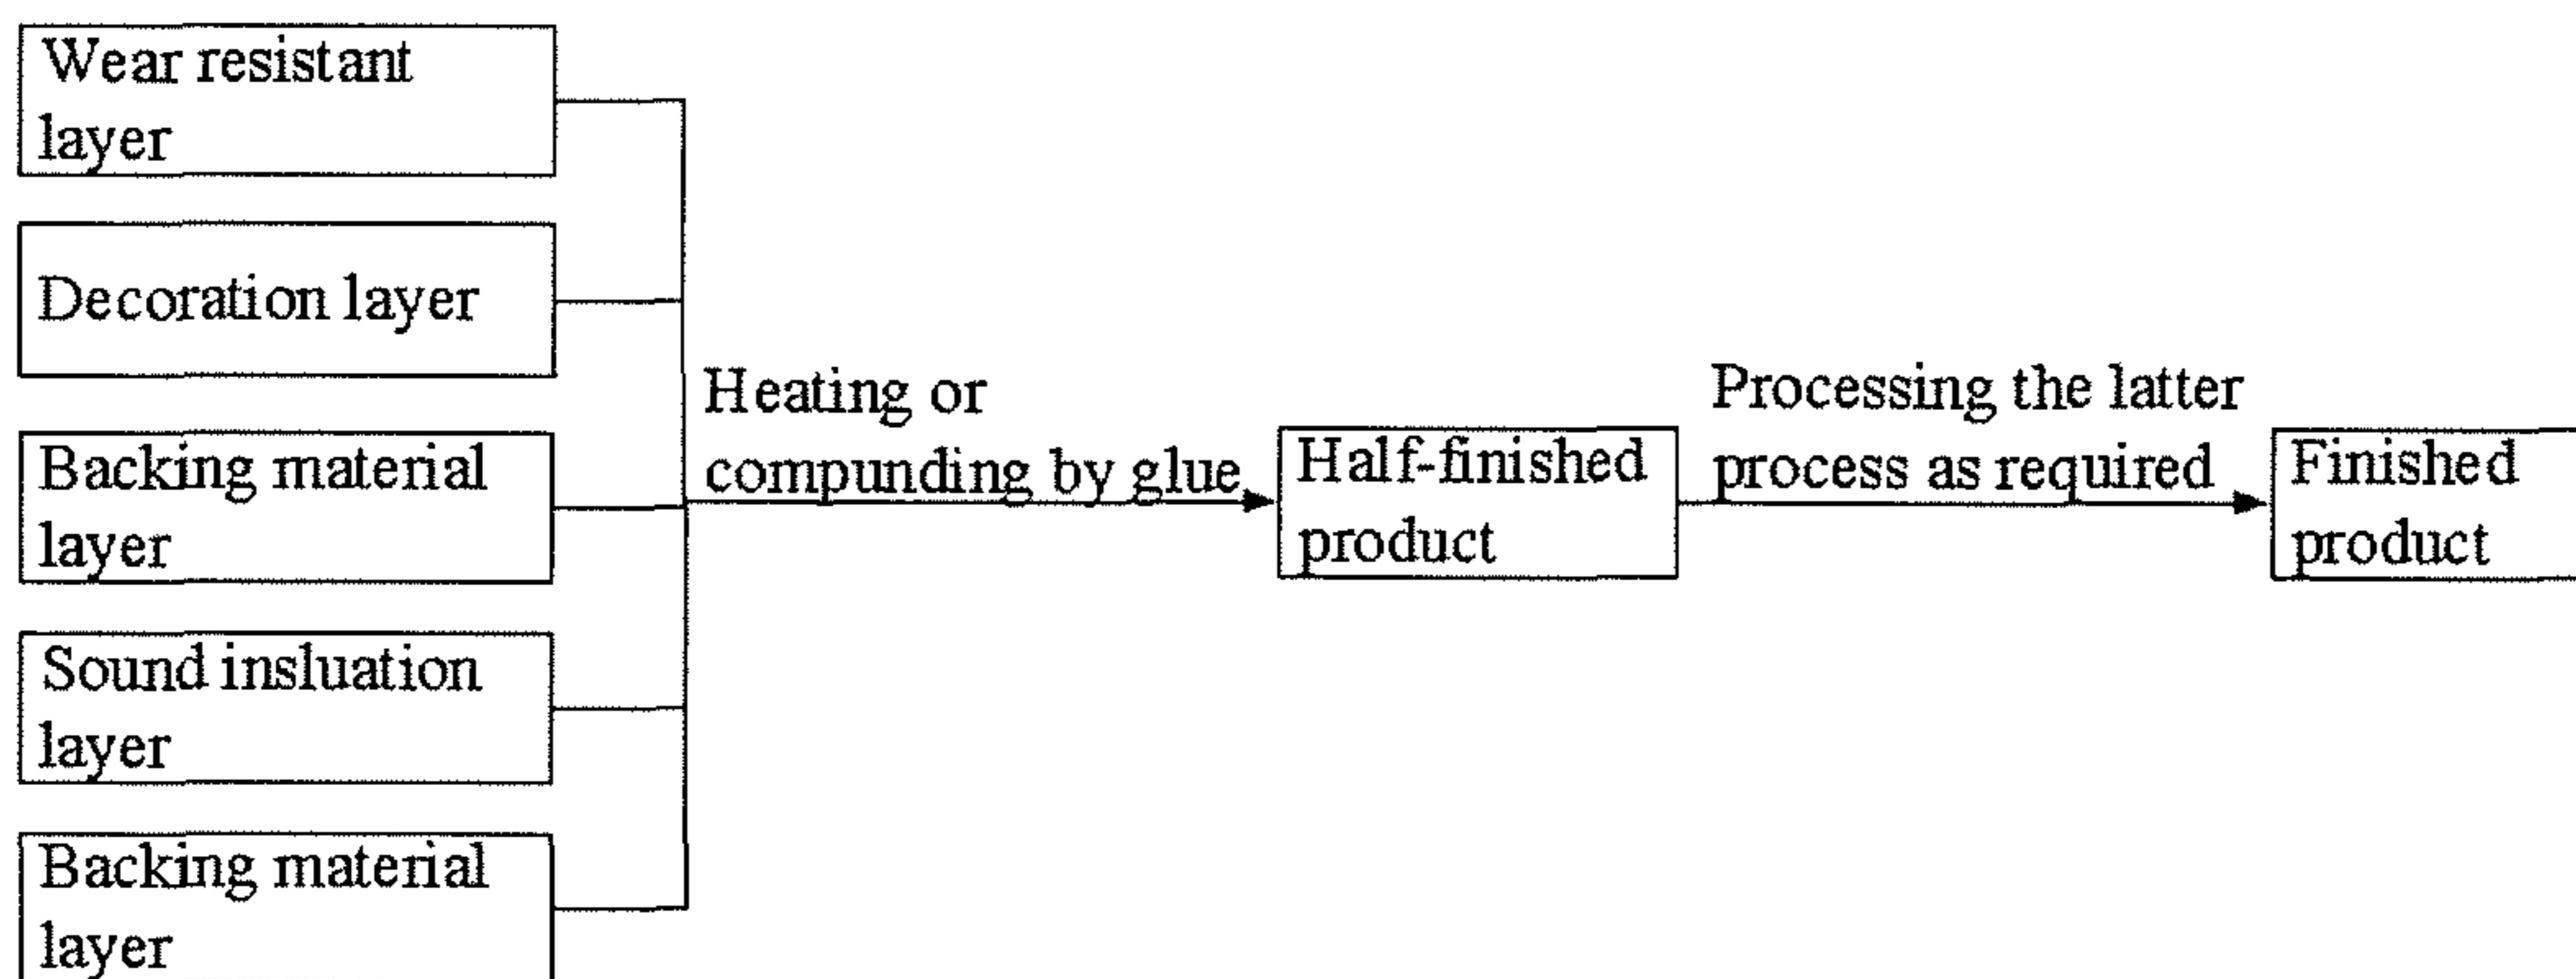 Wear resistant
layer
Decoration layer
Backing material
layer
Sound insluation
layer
Backing material
layer
Heating or
compunding by glue
Half-finished
product
Processing the latter
process as required
Finished
product